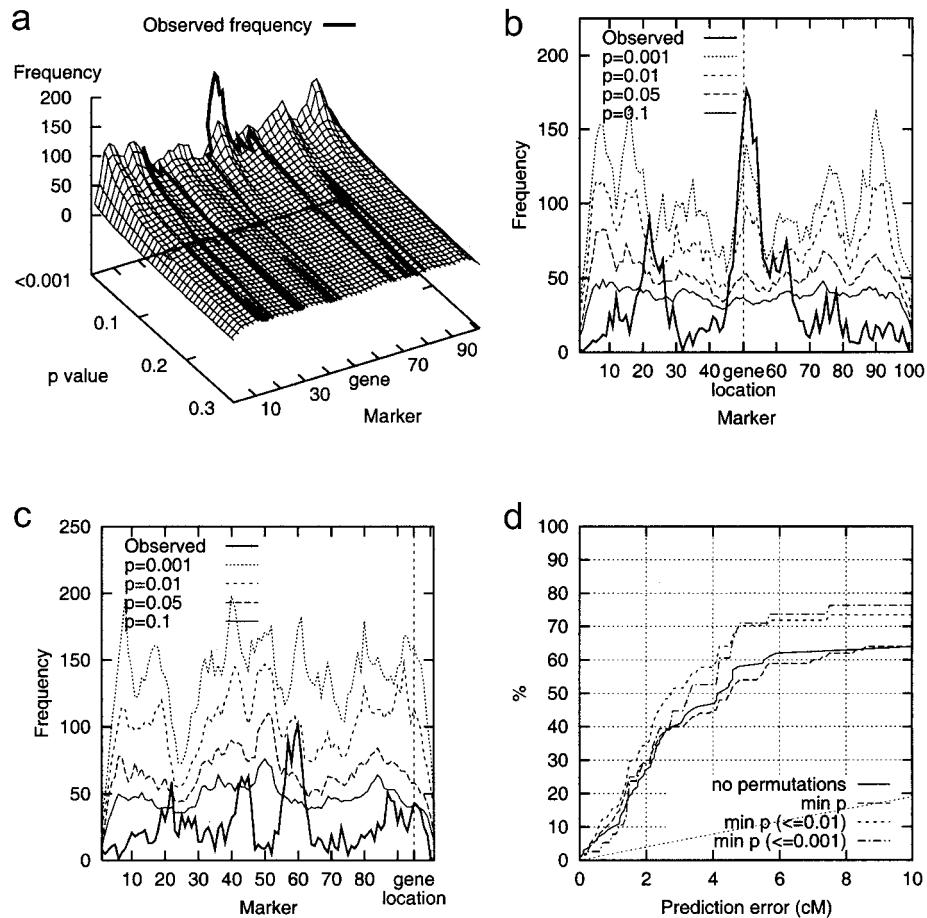 a
Observed frequency
Frequency
200
150
100
50
0
<0.001
0.1
0.2
0.3
p value
10
30
gene
70
90
Marker
b
Observed
p=0.001
p=0.01
p=0.05
p=0.1
200
150
100
50
0
Frequency
10 20 30 40 gene 60 70 80 90 100
location
Marker
c
Observed
p=0.001
p=0.01
p=0.05
p=0.1
250
200
150
100
50
0
Frequency
10 20 30 40 50 60 70 80 gene
location
Marker
d
100
90
80
70
60
50
40
30
20
10
0
%
no permutations
min p
min p (<=0.01)
min p (<=0.001)
0 2 4 6 8 10
Prediction error (cM)